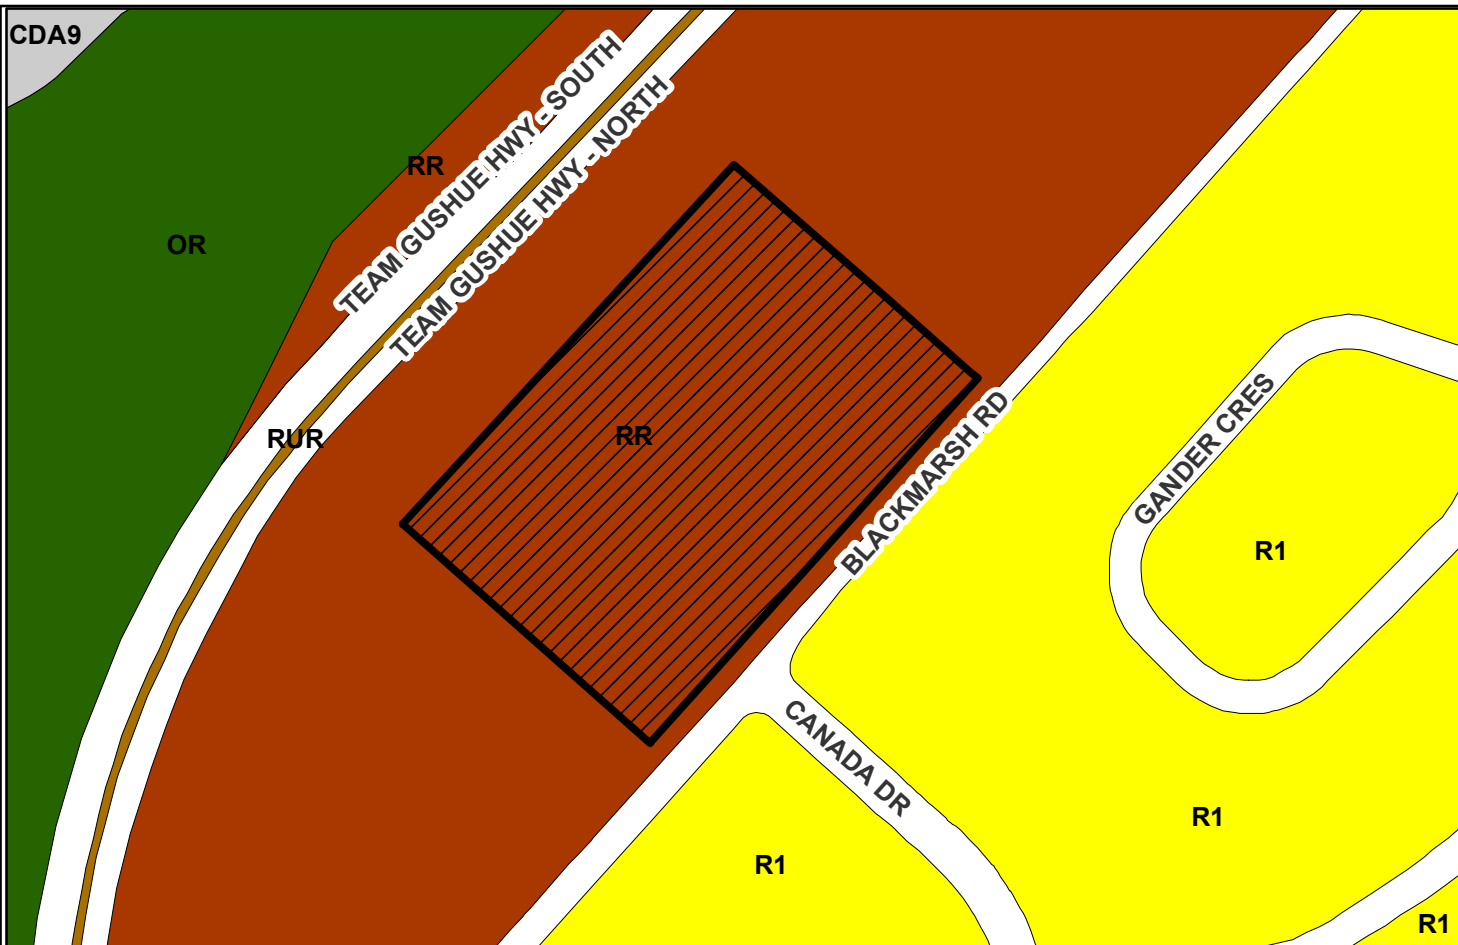 CDA9
TEAM GUSHUE HWY - SOUTH
TEAM GUSHUE HWY - NORTH
RR
OR
RUR
RR
BLACKMARSH RD
GANDER CRES
R1
CANADA DR
R1
R1
R1